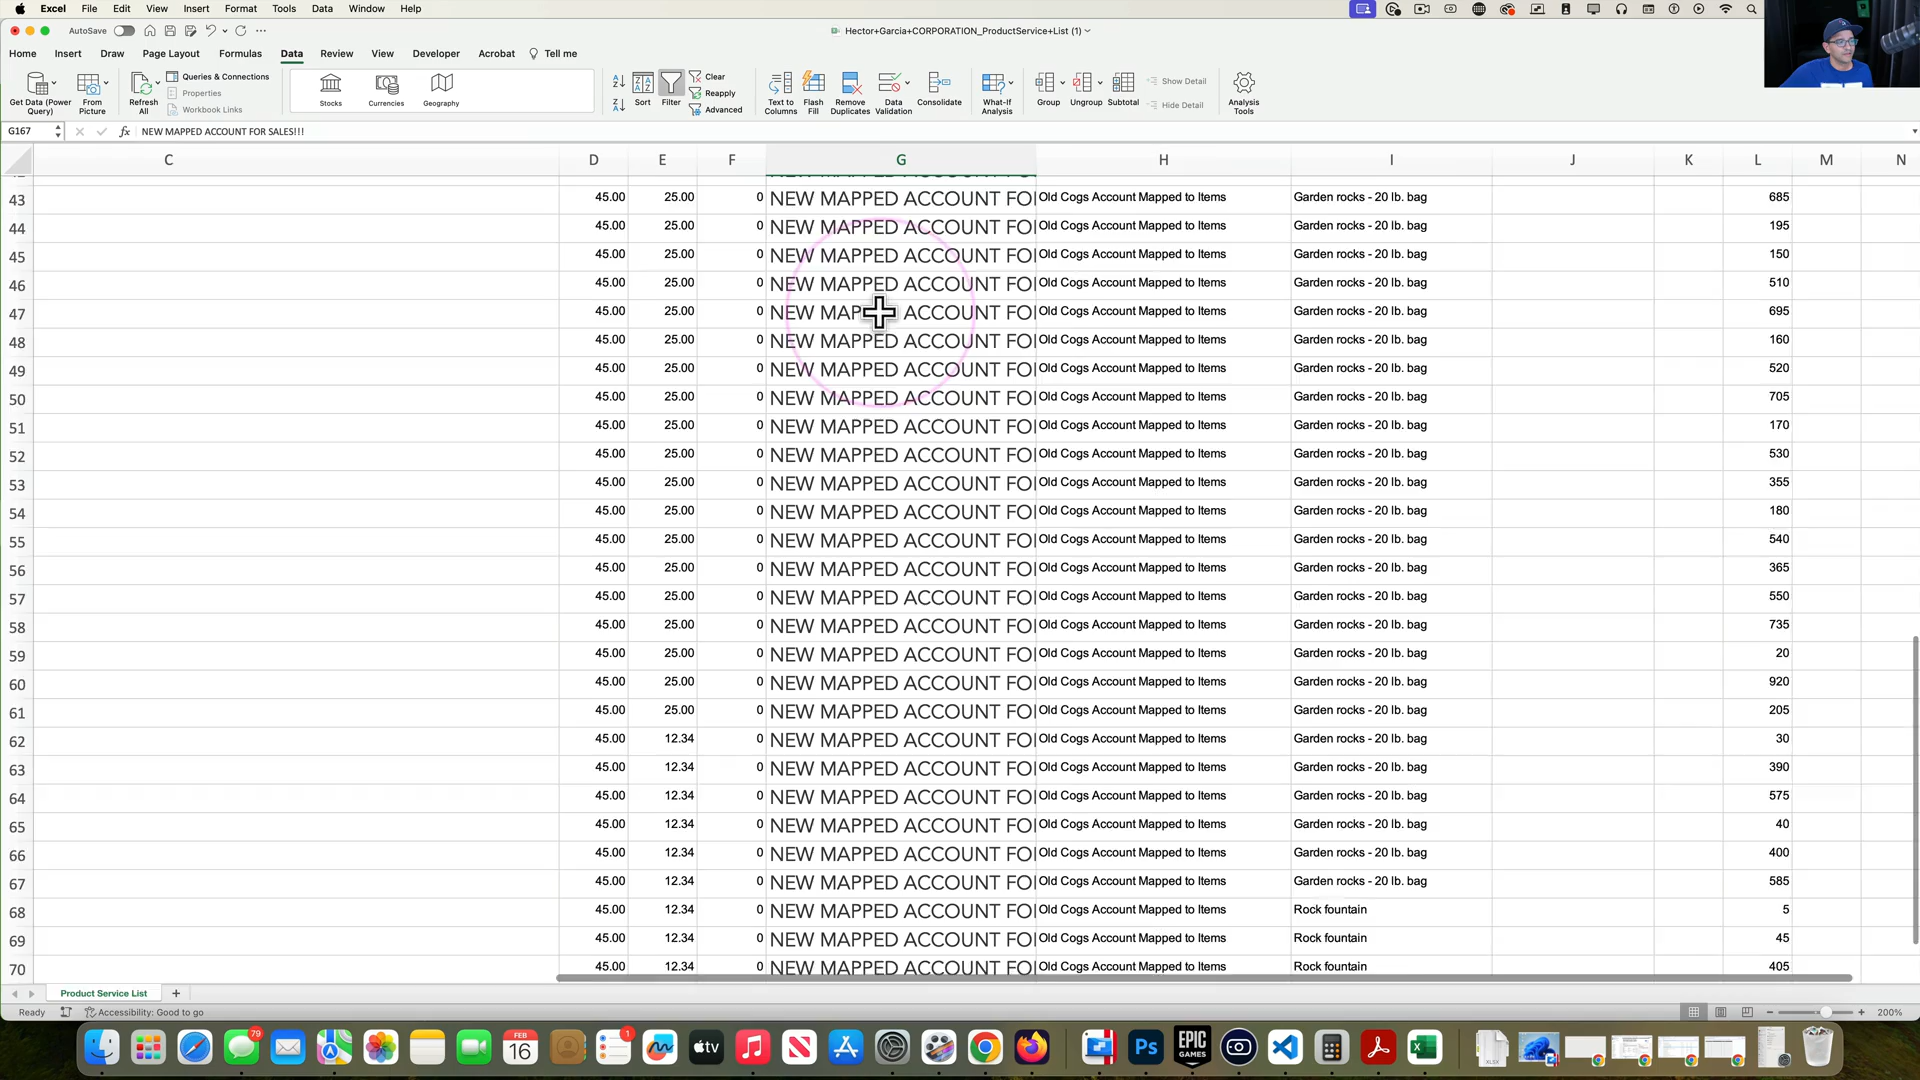 Excel File Edit View Insert Format Tools Data Window Help
AutoSave Hector+Garcia+CORPORATION_ProductService+List (1)
Home Insert Draw Page Layout Formulas Data Review View Developer Acrobat Tell me
Get Data (Power Query) From Picture Refresh All Queries & Connections Properties Workbook Links Stocks Currencies Geography Sort Filter Clear Reapply Advanced Text to Columns Flash Fill Remove Duplicates Data Validation Consolidate What-If Analysis Group Ungroup Subtotal Show Detail Hide Detail Analysis Tools
G167 fx NEW MAPPED ACCOUNT FOR SALES!!!
C D E F G H I J K L M N
43 45.00 25.00 0 NEW MAPPED ACCOUNT FO Old Cogs Account Mapped to Items Garden rocks - 20 lb. bag 685
44 45.00 25.00 0 NEW MAPPED ACCOUNT FO Old Cogs Account Mapped to Items Garden rocks - 20 lb. bag 195
45 45.00 25.00 0 NEW MAPPED ACCOUNT FO Old Cogs Account Mapped to Items Garden rocks - 20 lb. bag 150
46 45.00 25.00 0 NEW MAPPED ACCOUNT FO Old Cogs Account Mapped to Items Garden rocks - 20 lb. bag 510
47 45.00 25.00 0 NEW MAPPED ACCOUNT FO Old Cogs Account Mapped to Items Garden rocks - 20 lb. bag 695
48 45.00 25.00 0 NEW MAPPED ACCOUNT FO Old Cogs Account Mapped to Items Garden rocks - 20 lb. bag 160
49 45.00 25.00 0 NEW MAPPED ACCOUNT FO Old Cogs Account Mapped to Items Garden rocks - 20 lb. bag 520
50 45.00 25.00 0 NEW MAPPED ACCOUNT FO Old Cogs Account Mapped to Items Garden rocks - 20 lb. bag 705
51 45.00 25.00 0 NEW MAPPED ACCOUNT FO Old Cogs Account Mapped to Items Garden rocks - 20 lb. bag 170
52 45.00 25.00 0 NEW MAPPED ACCOUNT FO Old Cogs Account Mapped to Items Garden rocks - 20 lb. bag 530
53 45.00 25.00 0 NEW MAPPED ACCOUNT FO Old Cogs Account Mapped to Items Garden rocks - 20 lb. bag 355
54 45.00 25.00 0 NEW MAPPED ACCOUNT FO Old Cogs Account Mapped to Items Garden rocks - 20 lb. bag 180
55 45.00 25.00 0 NEW MAPPED ACCOUNT FO Old Cogs Account Mapped to Items Garden rocks - 20 lb. bag 540
56 45.00 25.00 0 NEW MAPPED ACCOUNT FO Old Cogs Account Mapped to Items Garden rocks - 20 lb. bag 365
57 45.00 25.00 0 NEW MAPPED ACCOUNT FO Old Cogs Account Mapped to Items Garden rocks - 20 lb. bag 550
58 45.00 25.00 0 NEW MAPPED ACCOUNT FO Old Cogs Account Mapped to Items Garden rocks - 20 lb. bag 735
59 45.00 25.00 0 NEW MAPPED ACCOUNT FO Old Cogs Account Mapped to Items Garden rocks - 20 lb. bag 20
60 45.00 25.00 0 NEW MAPPED ACCOUNT FO Old Cogs Account Mapped to Items Garden rocks - 20 lb. bag 920
61 45.00 25.00 0 NEW MAPPED ACCOUNT FO Old Cogs Account Mapped to Items Garden rocks - 20 lb. bag 205
62 45.00 12.34 0 NEW MAPPED ACCOUNT FO Old Cogs Account Mapped to Items Garden rocks - 20 lb. bag 30
63 45.00 12.34 0 NEW MAPPED ACCOUNT FO Old Cogs Account Mapped to Items Garden rocks - 20 lb. bag 390
64 45.00 12.34 0 NEW MAPPED ACCOUNT FO Old Cogs Account Mapped to Items Garden rocks - 20 lb. bag 575
65 45.00 12.34 0 NEW MAPPED ACCOUNT FO Old Cogs Account Mapped to Items Garden rocks - 20 lb. bag 40
66 45.00 12.34 0 NEW MAPPED ACCOUNT FO Old Cogs Account Mapped to Items Garden rocks - 20 lb. bag 400
67 45.00 12.34 0 NEW MAPPED ACCOUNT FO Old Cogs Account Mapped to Items Garden rocks - 20 lb. bag 585
68 45.00 12.34 0 NEW MAPPED ACCOUNT FO Old Cogs Account Mapped to Items Rock fountain 5
69 45.00 12.34 0 NEW MAPPED ACCOUNT FO Old Cogs Account Mapped to Items Rock fountain 45
70 45.00 12.34 0 NEW MAPPED ACCOUNT FO Old Cogs Account Mapped to Items Rock fountain 405
Product Service List
Ready Accessibility: Good to go 200%
79 FEB 16 1 tv Ps EPIC GAMES XLSX